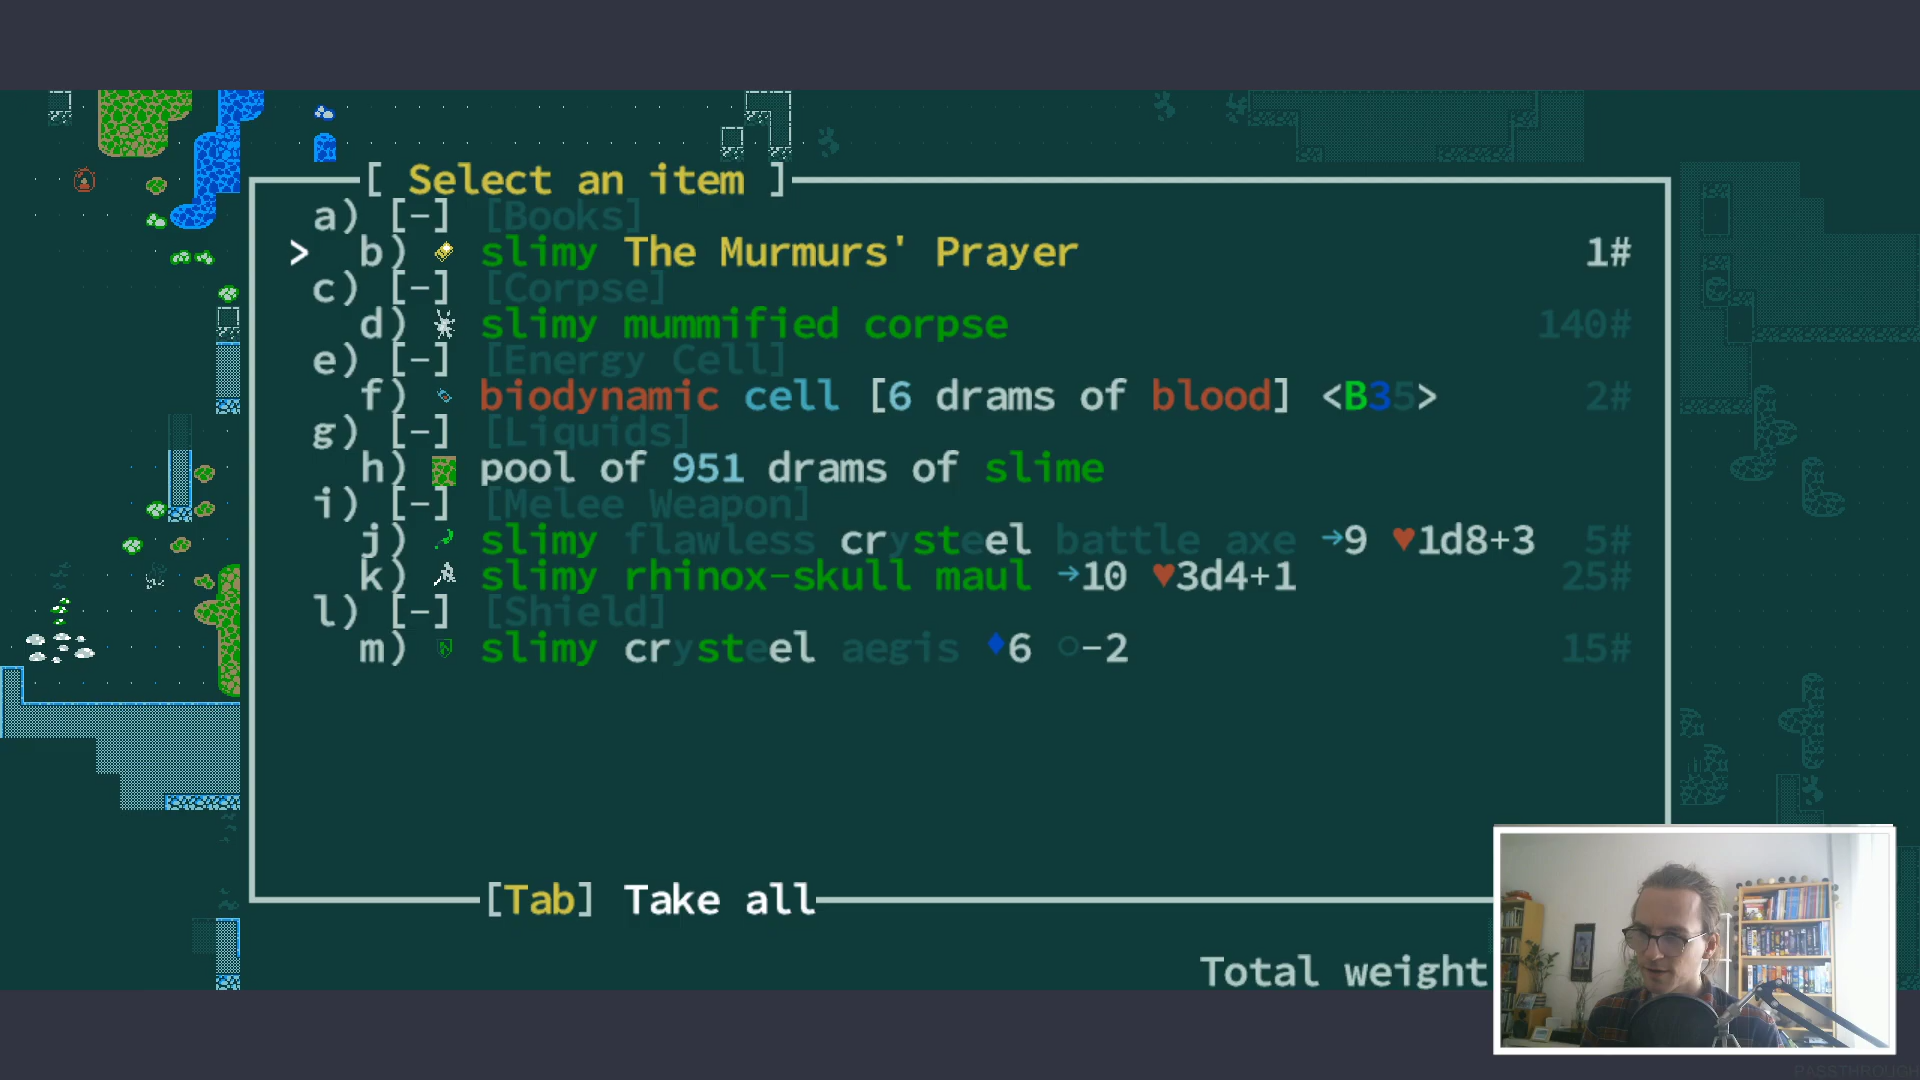 [ Select an item ]
a) [-] [Books]
> b) slimy The Murmurs' Prayer 1#
c) [-] [Corpse]
d) slimy mummified corpse 140#
e) [-] [Energy Cell]
f) biodynamic cell [6 drams of blood] <B35> 2#
g) [-] [Liquids]
h) pool of 951 drams of slime
i) [-] [Melee Weapon]
j) slimy flawless crysteel battle axe →9 ♥1d8+3 5#
k) slimy rhinox-skull maul →10 ♥3d4+1 25#
l) [-] [Shield]
m) slimy crysteel aegis ♦6 ○-2 15#
[Tab] Take all
Total weight
PASSTHROUGH